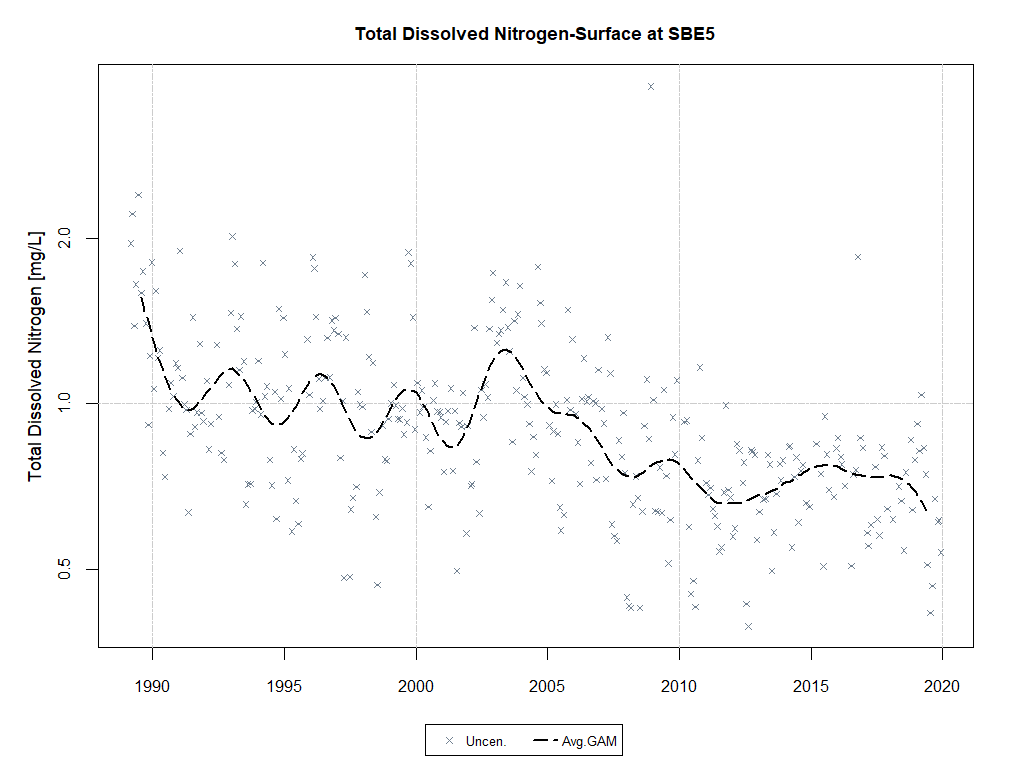 Total Dissolved Nitrogen-Surface at SBE5
Total Dissolved Nitrogen [mg/L]
2.0
1.0
0.5
1990 1995 2000 2005 2010 2015 2020
Uncen. Avg.GAM